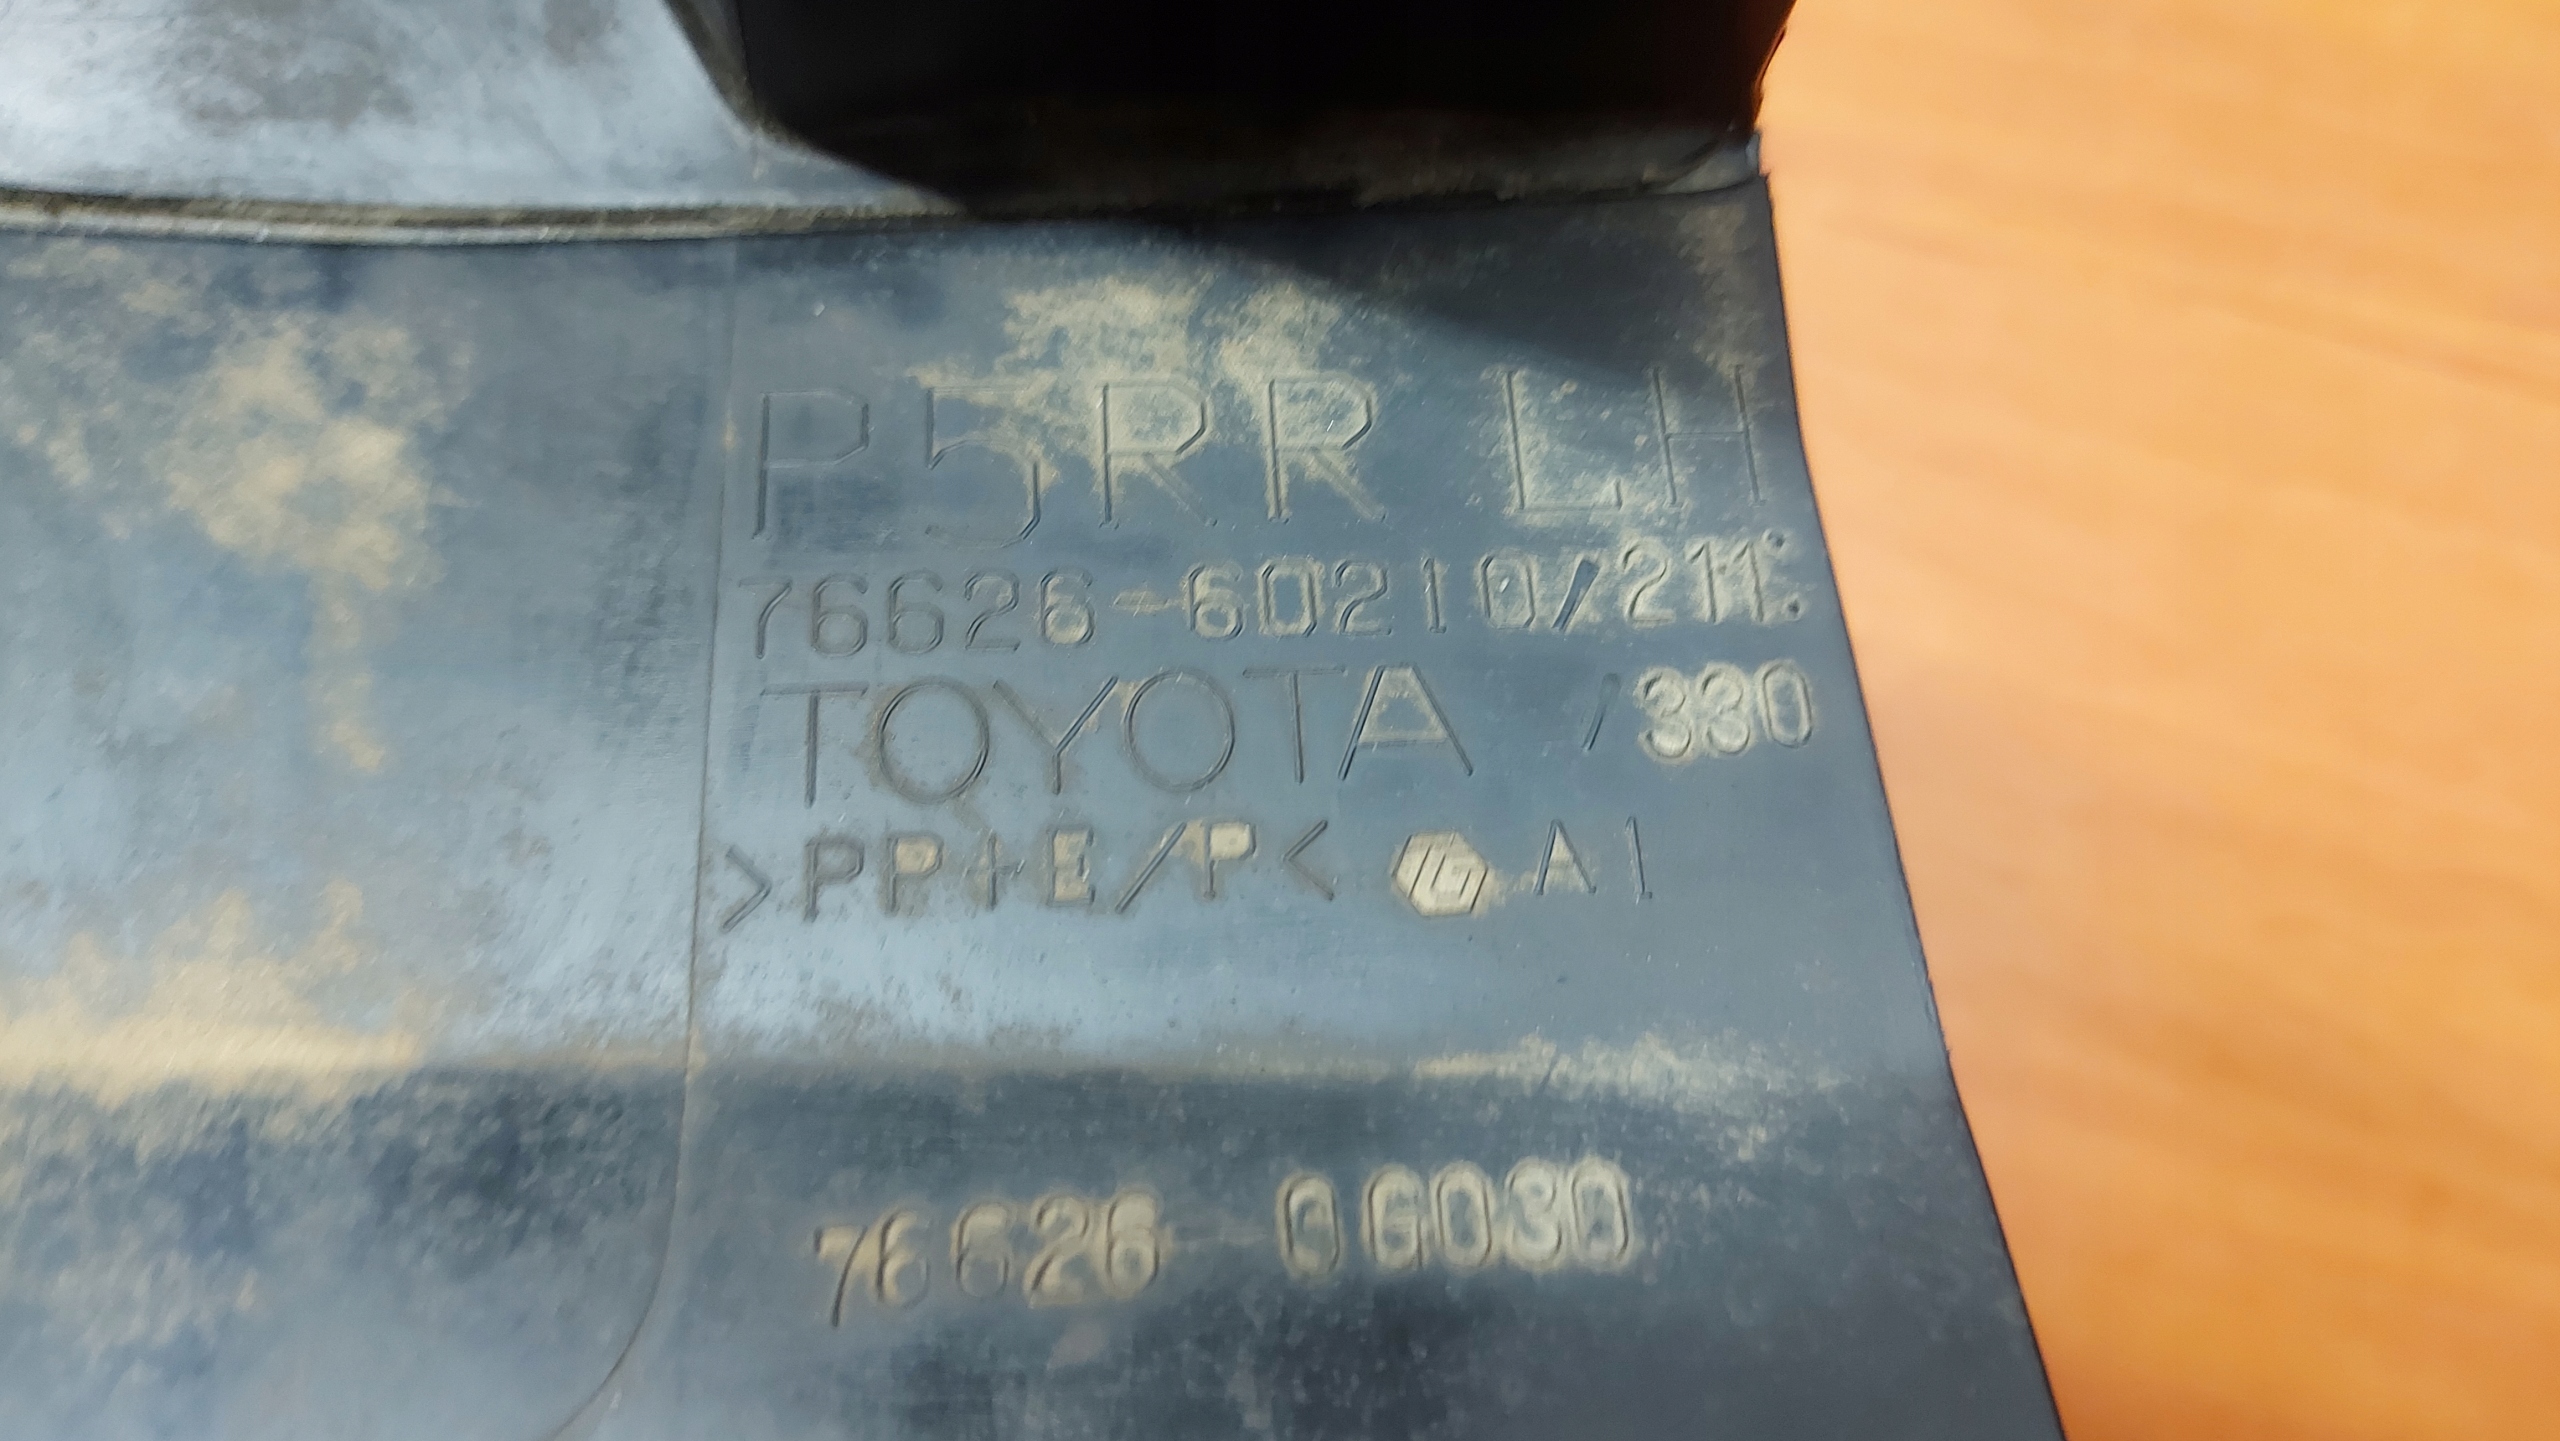 P5RR LH
76626-60210/211
TOYOTA /330
>PP+E/P< A1
76626-0G030